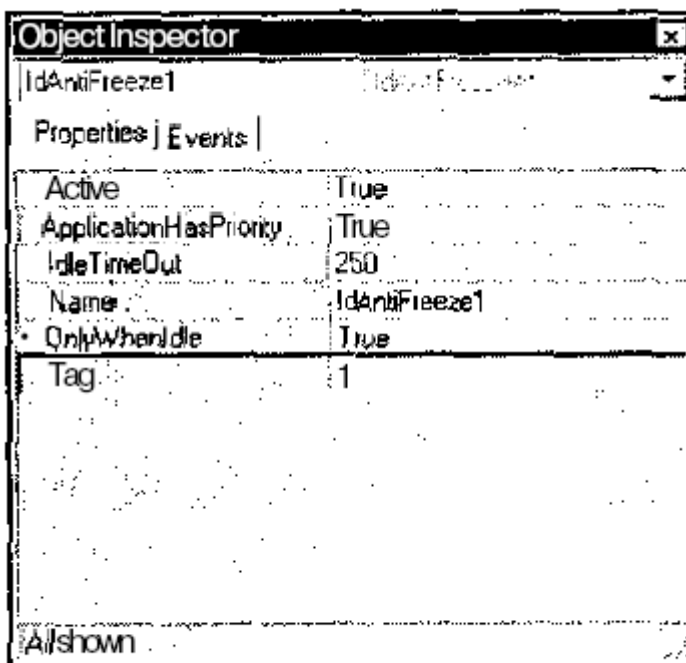 Object Inspector
IdAntiFreeze1
Properties Events
Active True
ApplicationHasPriority True
IdleTimeOut 250
Name IdAntiFreeze1
OnlyWhenIdle True
Tag 1
All shown